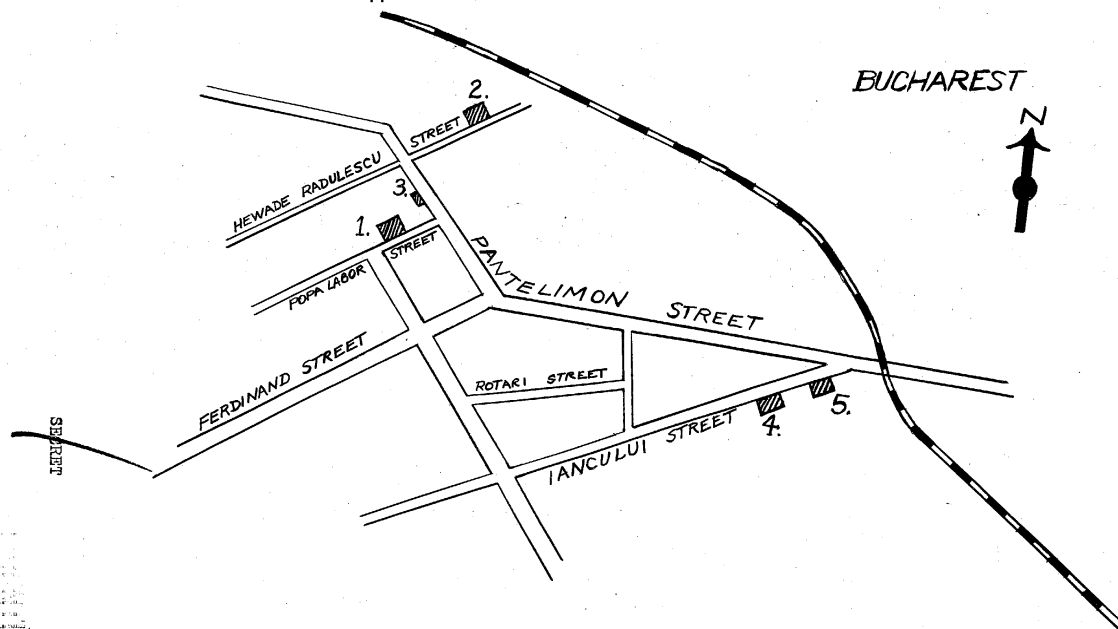 BUCHAREST
N
2.
HEWADE RADULESCU STREET
3.
1.
POPA LABOR STREET
PANTELIMON STREET
FERDINAND STREET
ROTARI STREET
IANCULUI STREET
4.
5.
SECRET